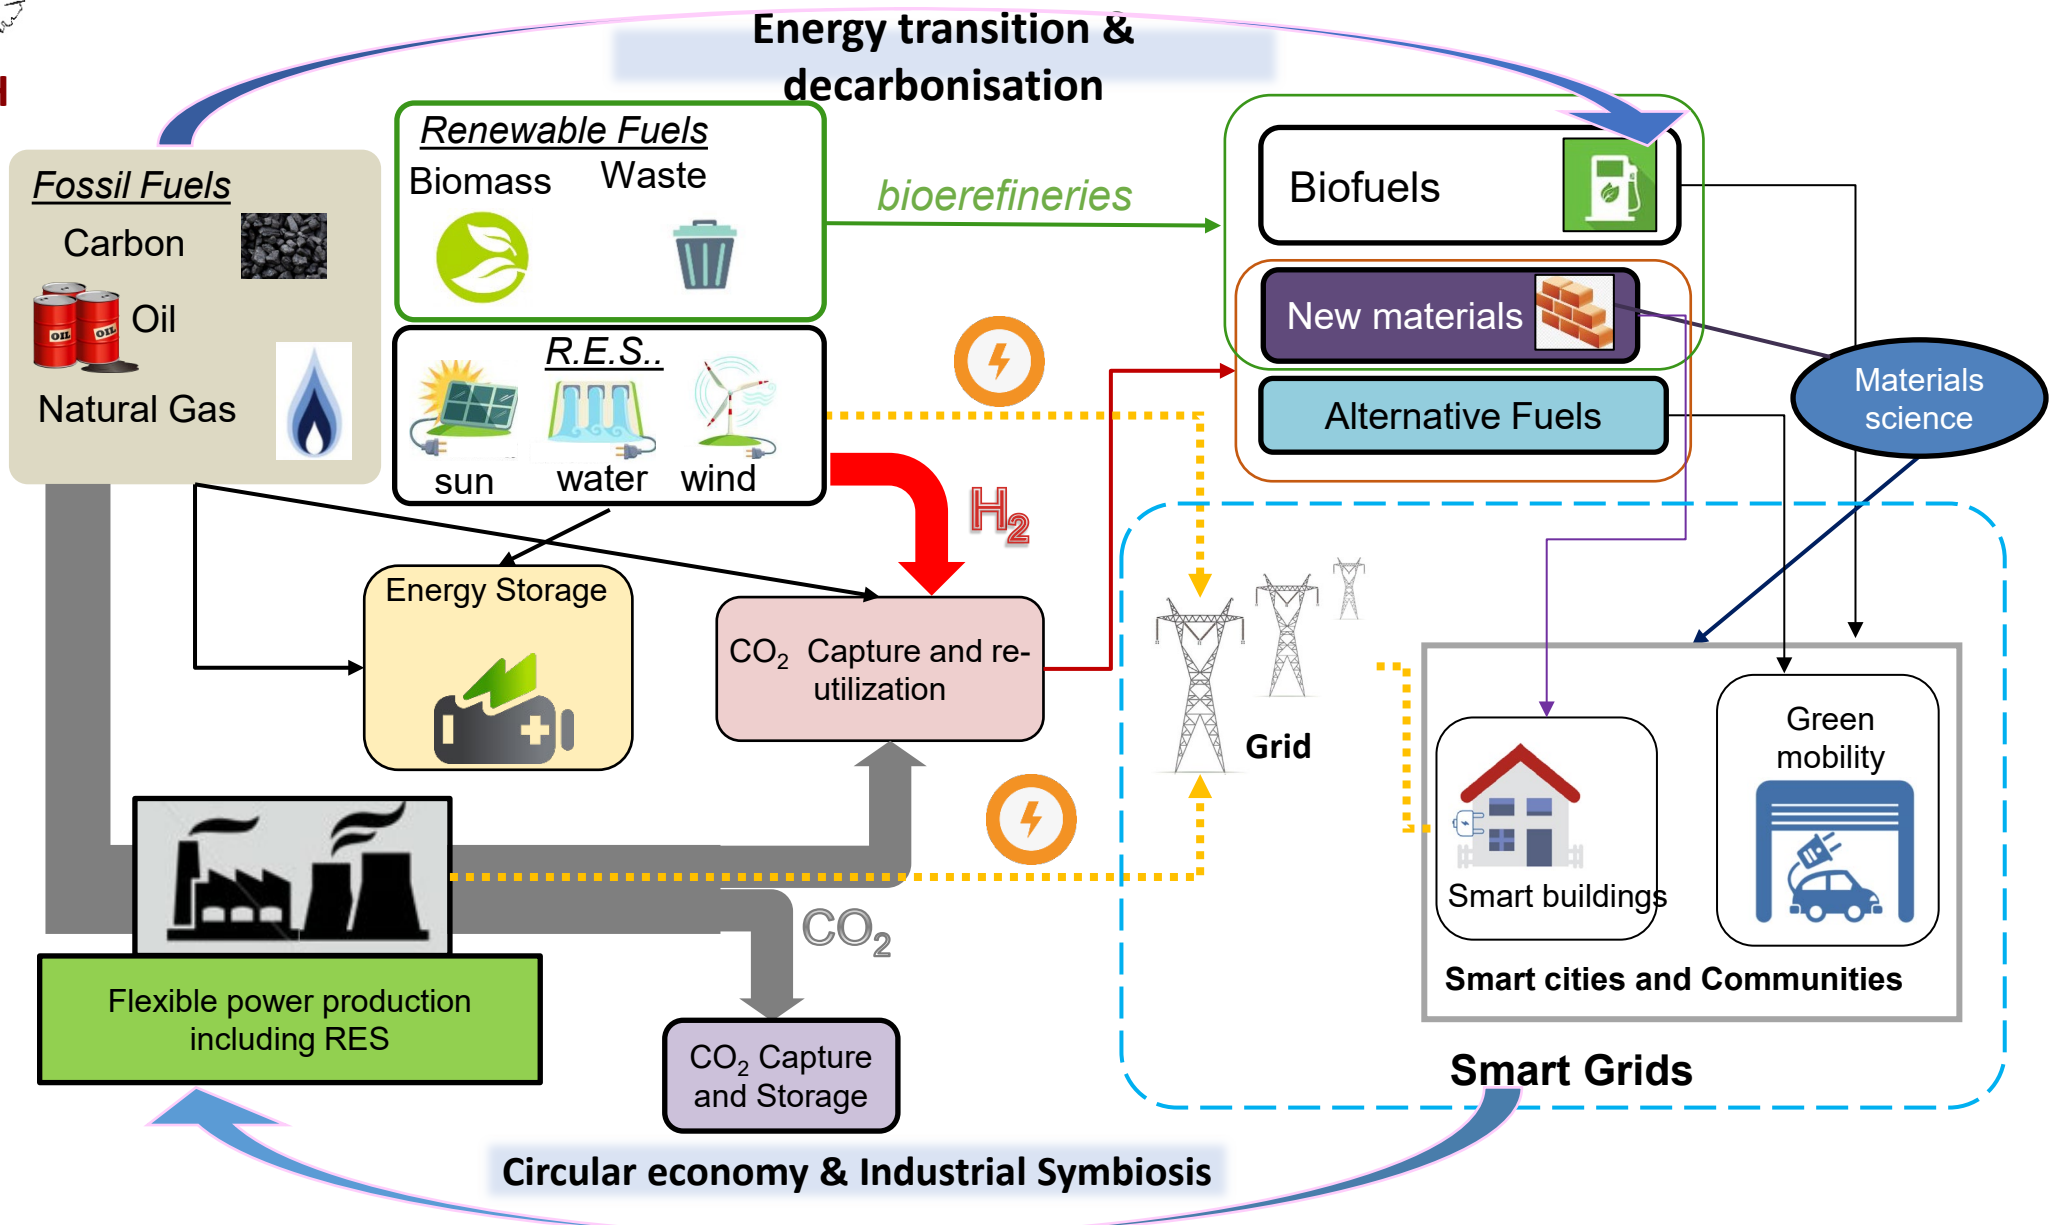 Energy transition &
decarbonisation
Fossil Fuels
Carbon
OIL
OIL
Oil
Natural Gas
Renewable Fuels
Biomass
Waste
bioerefineries
R.E.S..
sun
water
wind
H2
Biofuels
New materials
Alternative Fuels
Materials
science
Energy Storage
CO2 Capture and re-
utilization
Grid
Green
mobility
Smart buildings
Smart cities and Communities
Smart Grids
CO2
Flexible power production
including RES
CO2 Capture
and Storage
Circular economy & Industrial Symbiosis